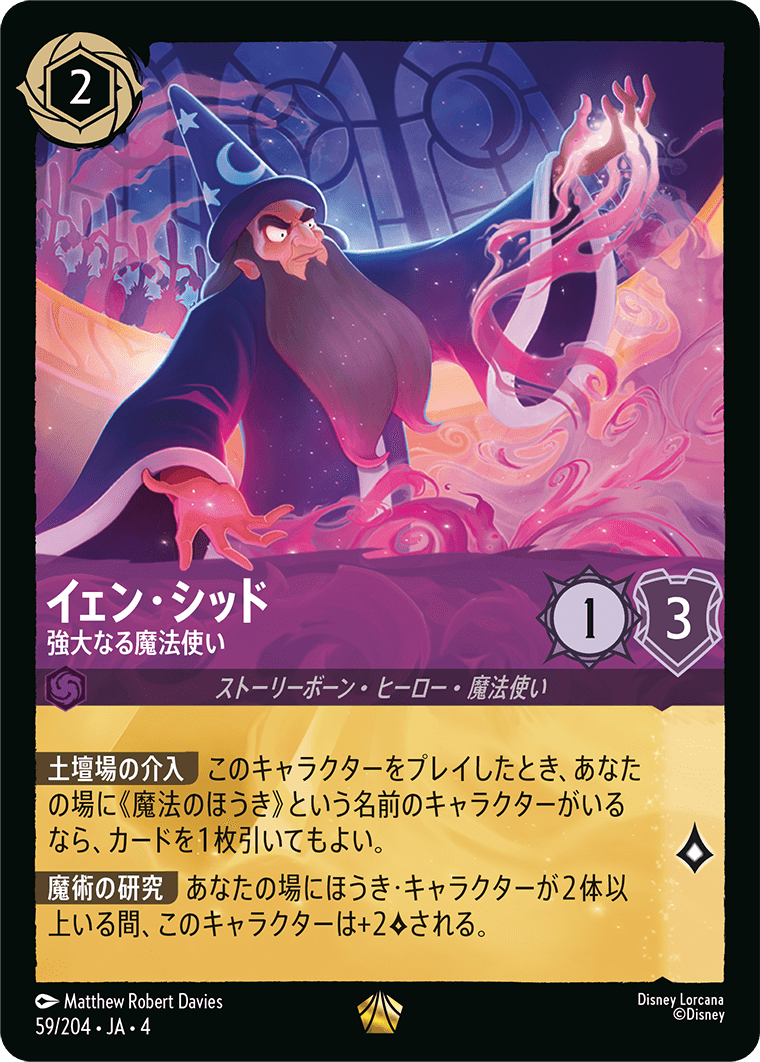 2
イェン・シッド
強大なる魔法使い
1
3
ストーリーボーン・ヒーロー・魔法使い
土壇場の介入 このキャラクターをプレイしたとき、あなた
の場に《魔法のほうき》という名前のキャラクターがいる
なら、カードを1枚引いてもよい。
魔術の研究 あなたの場にほうき・キャラクターが2体以
上いる間、このキャラクターは+2される。
Matthew Robert Davies
59/204・JA・4
Disney Lorcana
©Disney